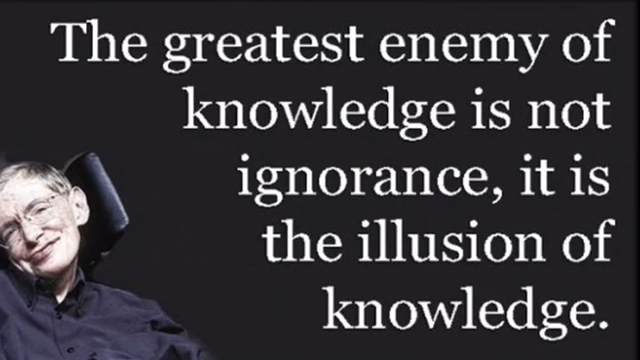 The greatest enemy of
knowledge is not
ignorance, it is
the illusion of
knowledge.